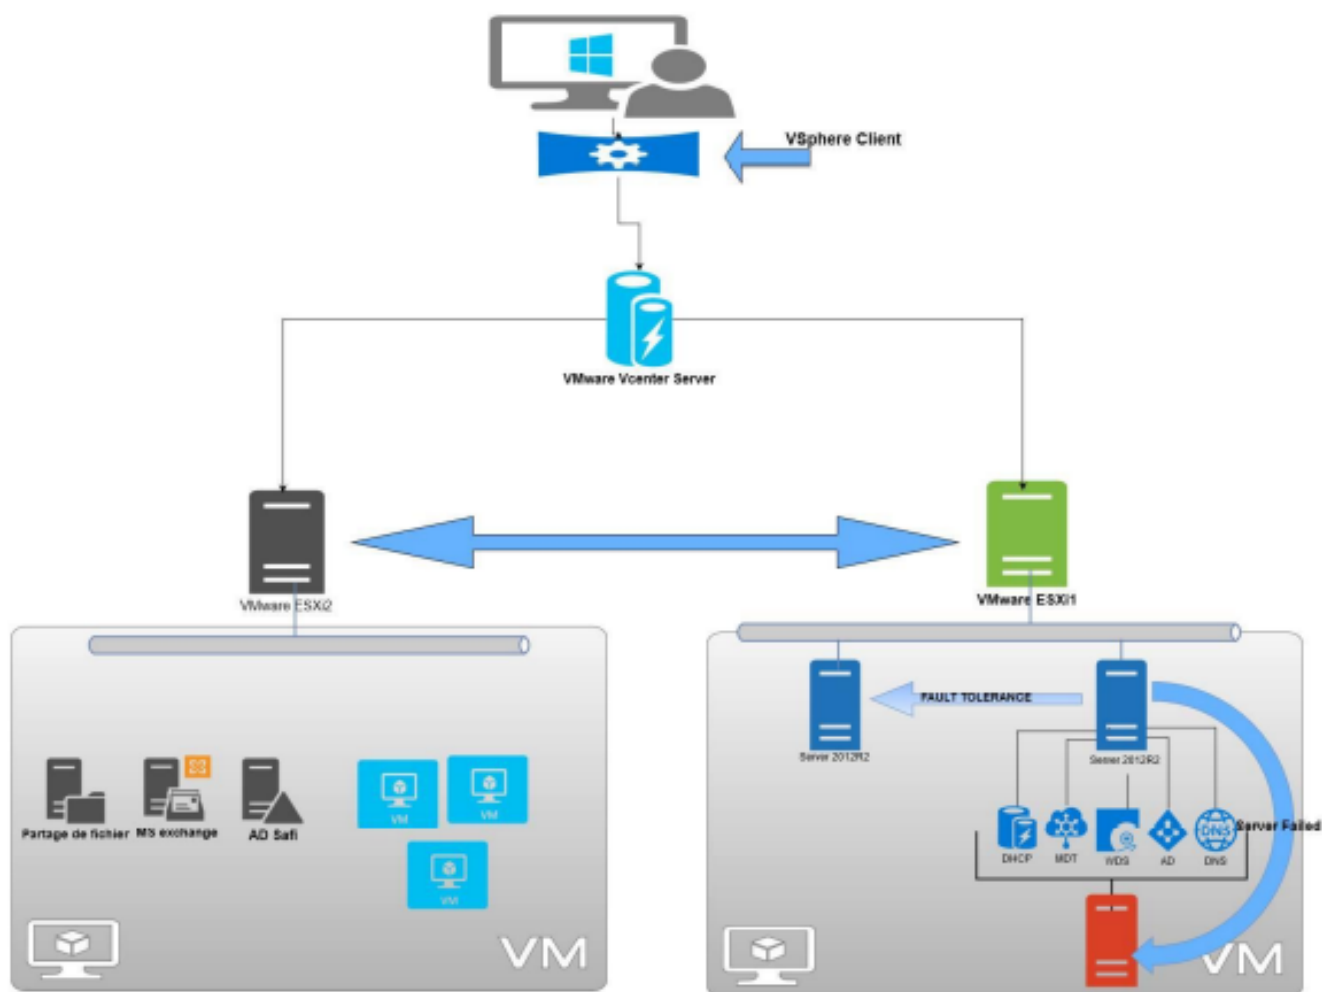 VSphere Client
VMware Vcenter Server
VMware ESXi2
VMware ESXi1
FAULT TOLERANCE
Server 2012R2
Server 2012R2
VM
VM
VM
Partage de fichier
MS exchange
AD Safi
DHCP
MDT
WDS
AD
DNS
DNS
Server Failed
VM
VM